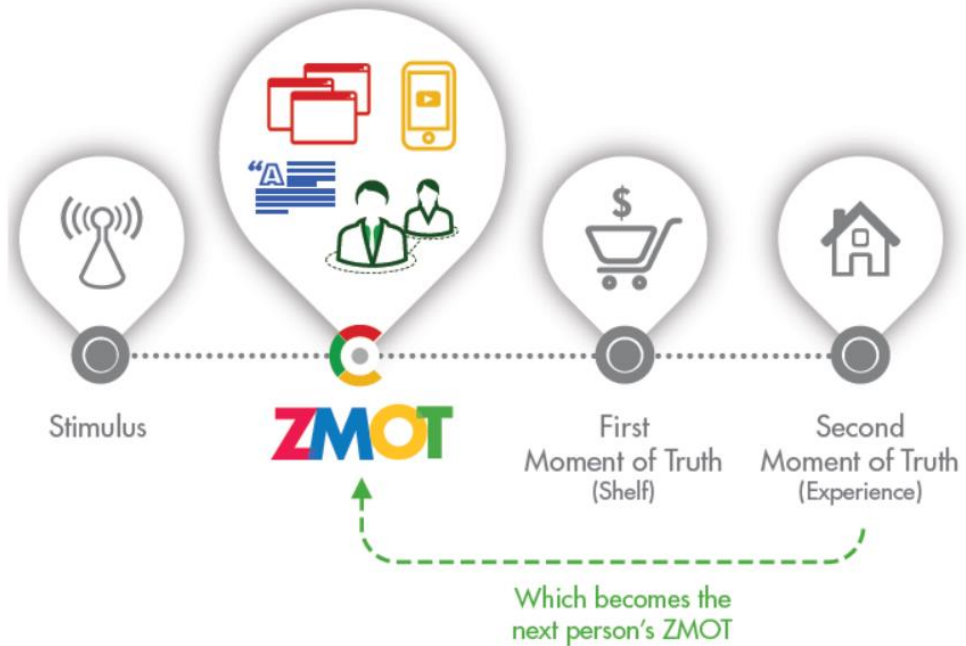 “A
$
Stimulus
ZMOT
First
Moment of Truth
(Shelf)
Second
Moment of Truth
(Experience)
Which becomes the
next person's ZMOT